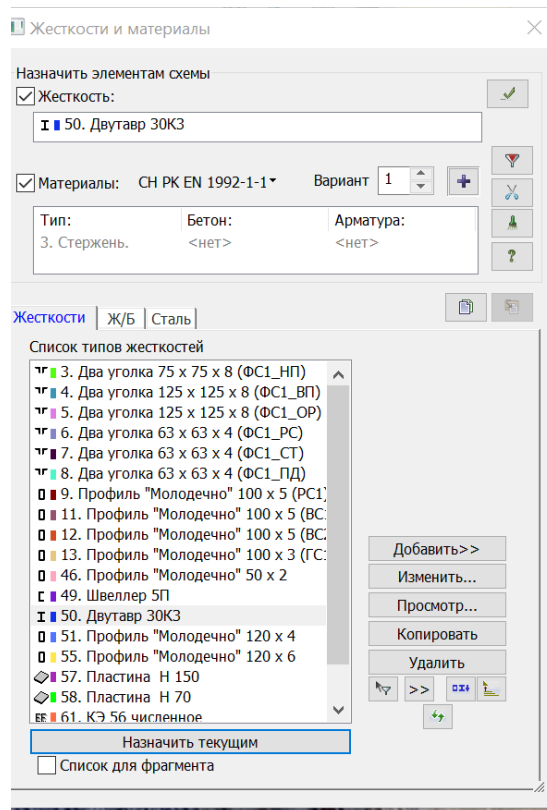 Жесткости и материалы
Назначить элементам схемы
Жесткость:
50. Двутавр 30К3
Материалы: СН РК EN 1992-1-1 Вариант 1
Тип: Бетон: Арматура:
3. Стержень. <нет> <нет>
?
Жесткости Ж/Б Сталь
Список типов жесткостей
3. Два уголка 75 x 75 x 8 (ФС1_НП)
4. Два уголка 125 x 125 x 8 (ФС1_ВП)
5. Два уголка 125 x 125 x 8 (ФС1_ОР)
6. Два уголка 63 x 63 x 4 (ФС1_РС)
7. Два уголка 63 x 63 x 4 (ФС1_СТ)
8. Два уголка 63 x 63 x 4 (ФС1_ПД)
9. Профиль "Молодечно" 100 x 5 (РС1)
11. Профиль "Молодечно" 100 x 5 (ВС
12. Профиль "Молодечно" 100 x 5 (ВС
13. Профиль "Молодечно" 100 x 3 (ГС
46. Профиль "Молодечно" 50 x 2
49. Швеллер 5П
50. Двутавр 30К3
51. Профиль "Молодечно" 120 x 4
55. Профиль "Молодечно" 120 x 6
57. Пластина Н 150
58. Пластина Н 70
61. КЭ 56 численное
Добавить>>
Изменить...
Просмотр...
Копировать
Удалить
>>
Назначить текущим
Список для фрагмента